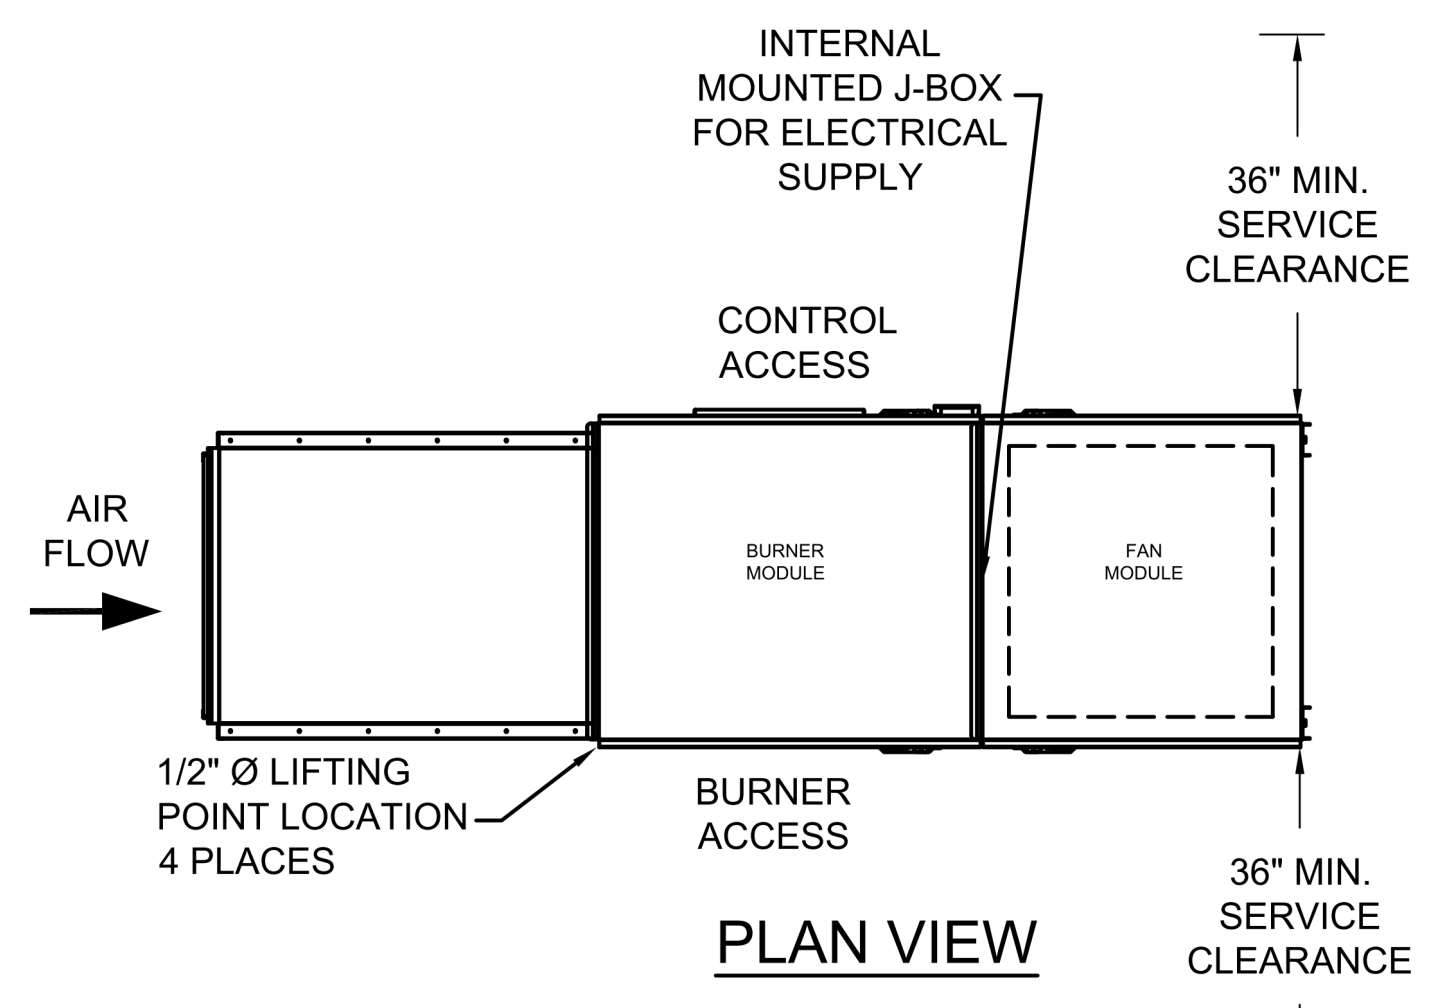 INTERNAL
MOUNTED J-BOX
FOR ELECTRICAL
SUPPLY
36" MIN.
SERVICE
CLEARANCE
CONTROL
ACCESS
AIR
FLOW
BURNER
MODULE
FAN
MODULE
1/2" Ø LIFTING
POINT LOCATION
4 PLACES
BURNER
ACCESS
36" MIN.
SERVICE
CLEARANCE
PLAN VIEW